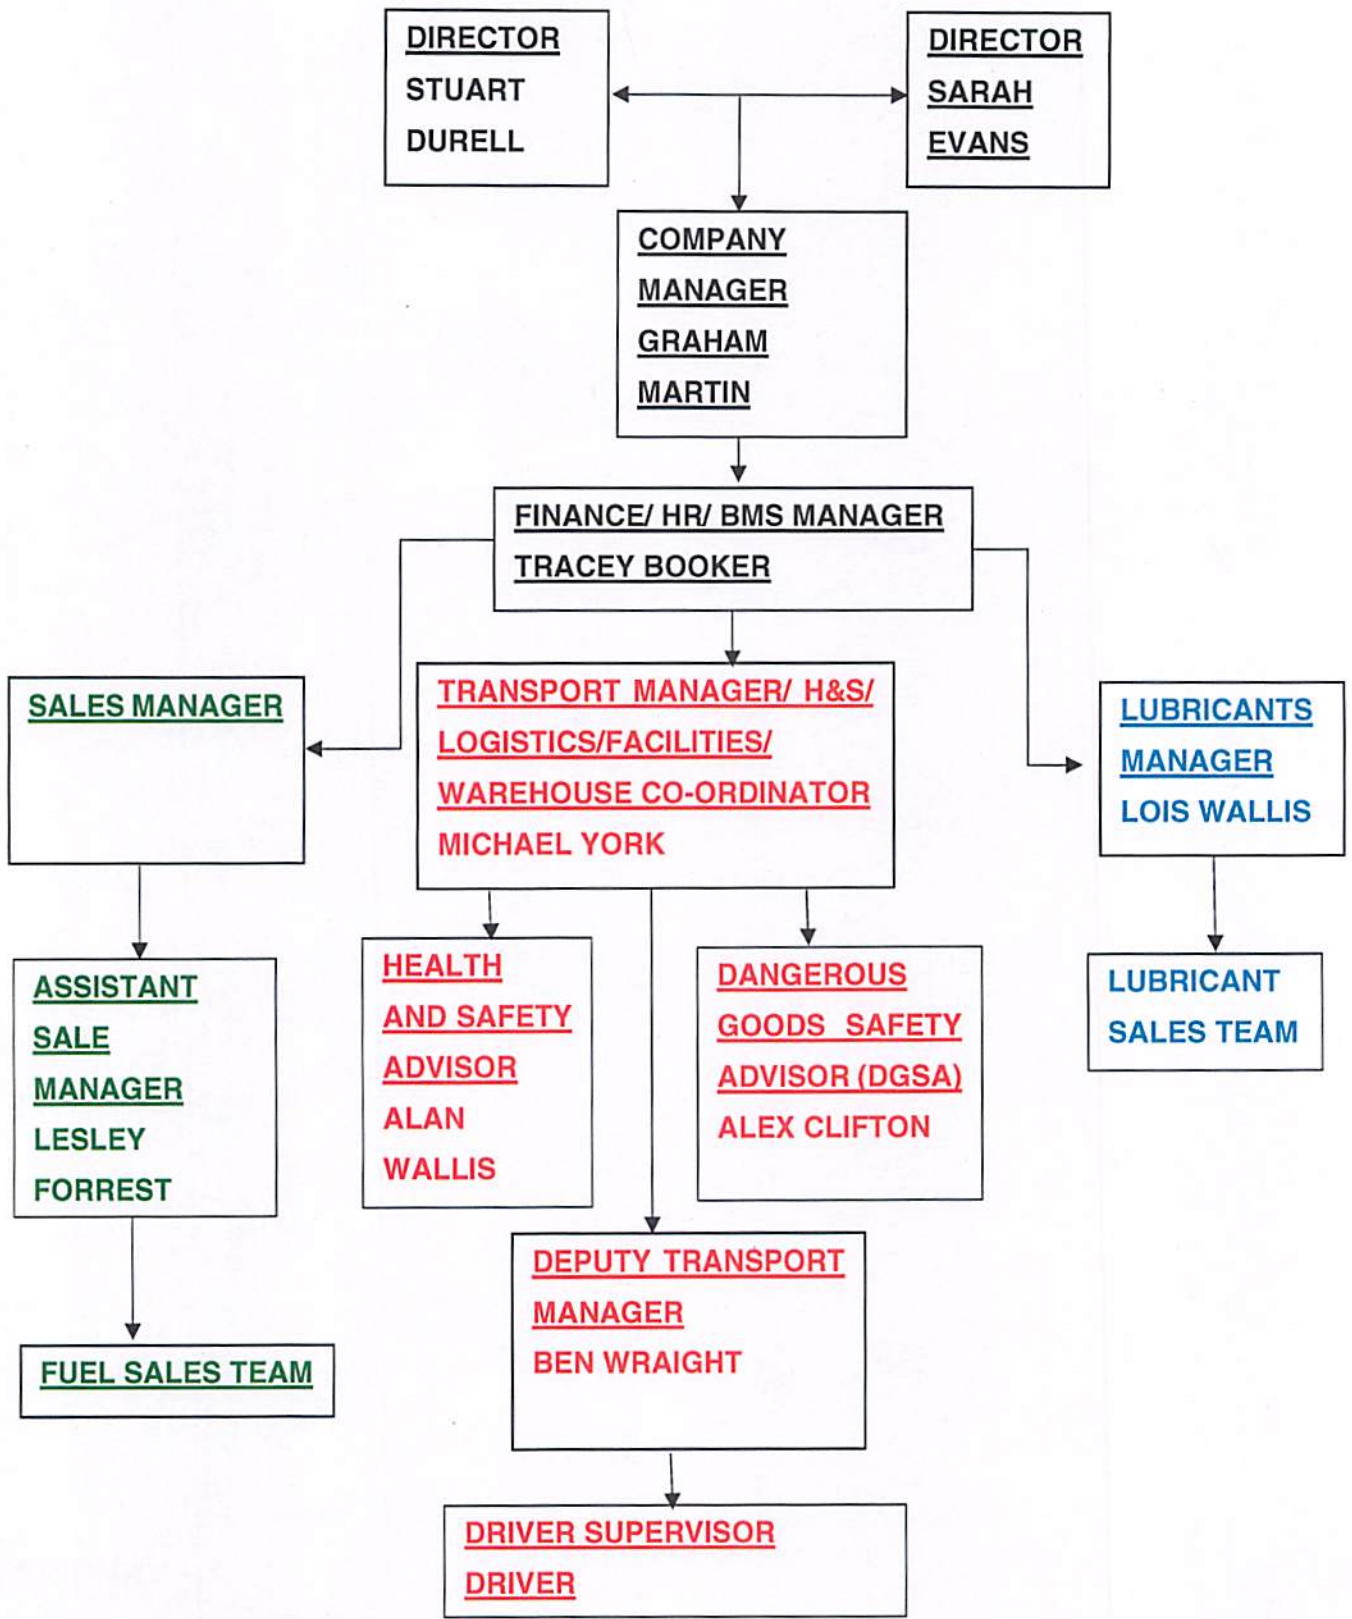 DIRECTOR
STUART
DURELL
DIRECTOR
SARAH
EVANS
COMPANY
MANAGER
GRAHAM
MARTIN
FINANCE/ HR/ BMS MANAGER
TRACEY BOOKER
SALES MANAGER
TRANSPORT MANAGER/ H&S/
LOGISTICS/FACILITIES/
WAREHOUSE CO-ORDINATOR
MICHAEL YORK
LUBRICANTS
MANAGER
LOIS WALLIS
ASSISTANT
SALE
MANAGER
LESLEY
FORREST
HEALTH
AND SAFETY
ADVISOR
ALAN
WALLIS
DANGEROUS
GOODS SAFETY
ADVISOR (DGSA)
ALEX CLIFTON
LUBRICANT
SALES TEAM
DEPUTY TRANSPORT
MANAGER
BEN WRAIGHT
FUEL SALES TEAM
DRIVER SUPERVISOR
DRIVER